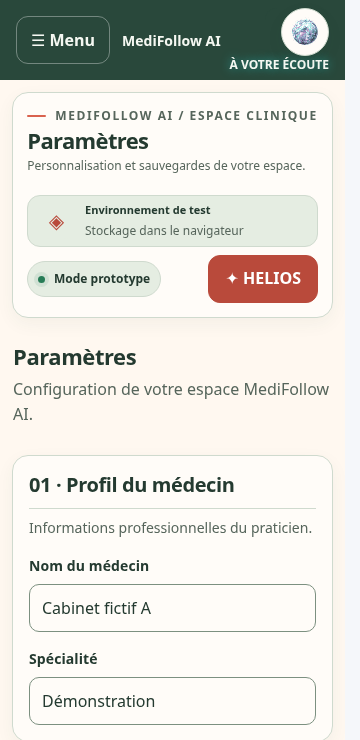 ☰ Menu
MediFollow AI
À VOTRE ÉCOUTE
MEDIFOLLOW AI / ESPACE CLINIQUE
Paramètres
Personnalisation et sauvegardes de votre espace.
Environnement de test
Stockage dans le navigateur
Mode prototype
✦ HELIOS
Paramètres
Configuration de votre espace MediFollow
AI.
01 · Profil du médecin
Informations professionnelles du praticien.
Nom du médecin
Cabinet fictif A
Spécialité
Démonstration